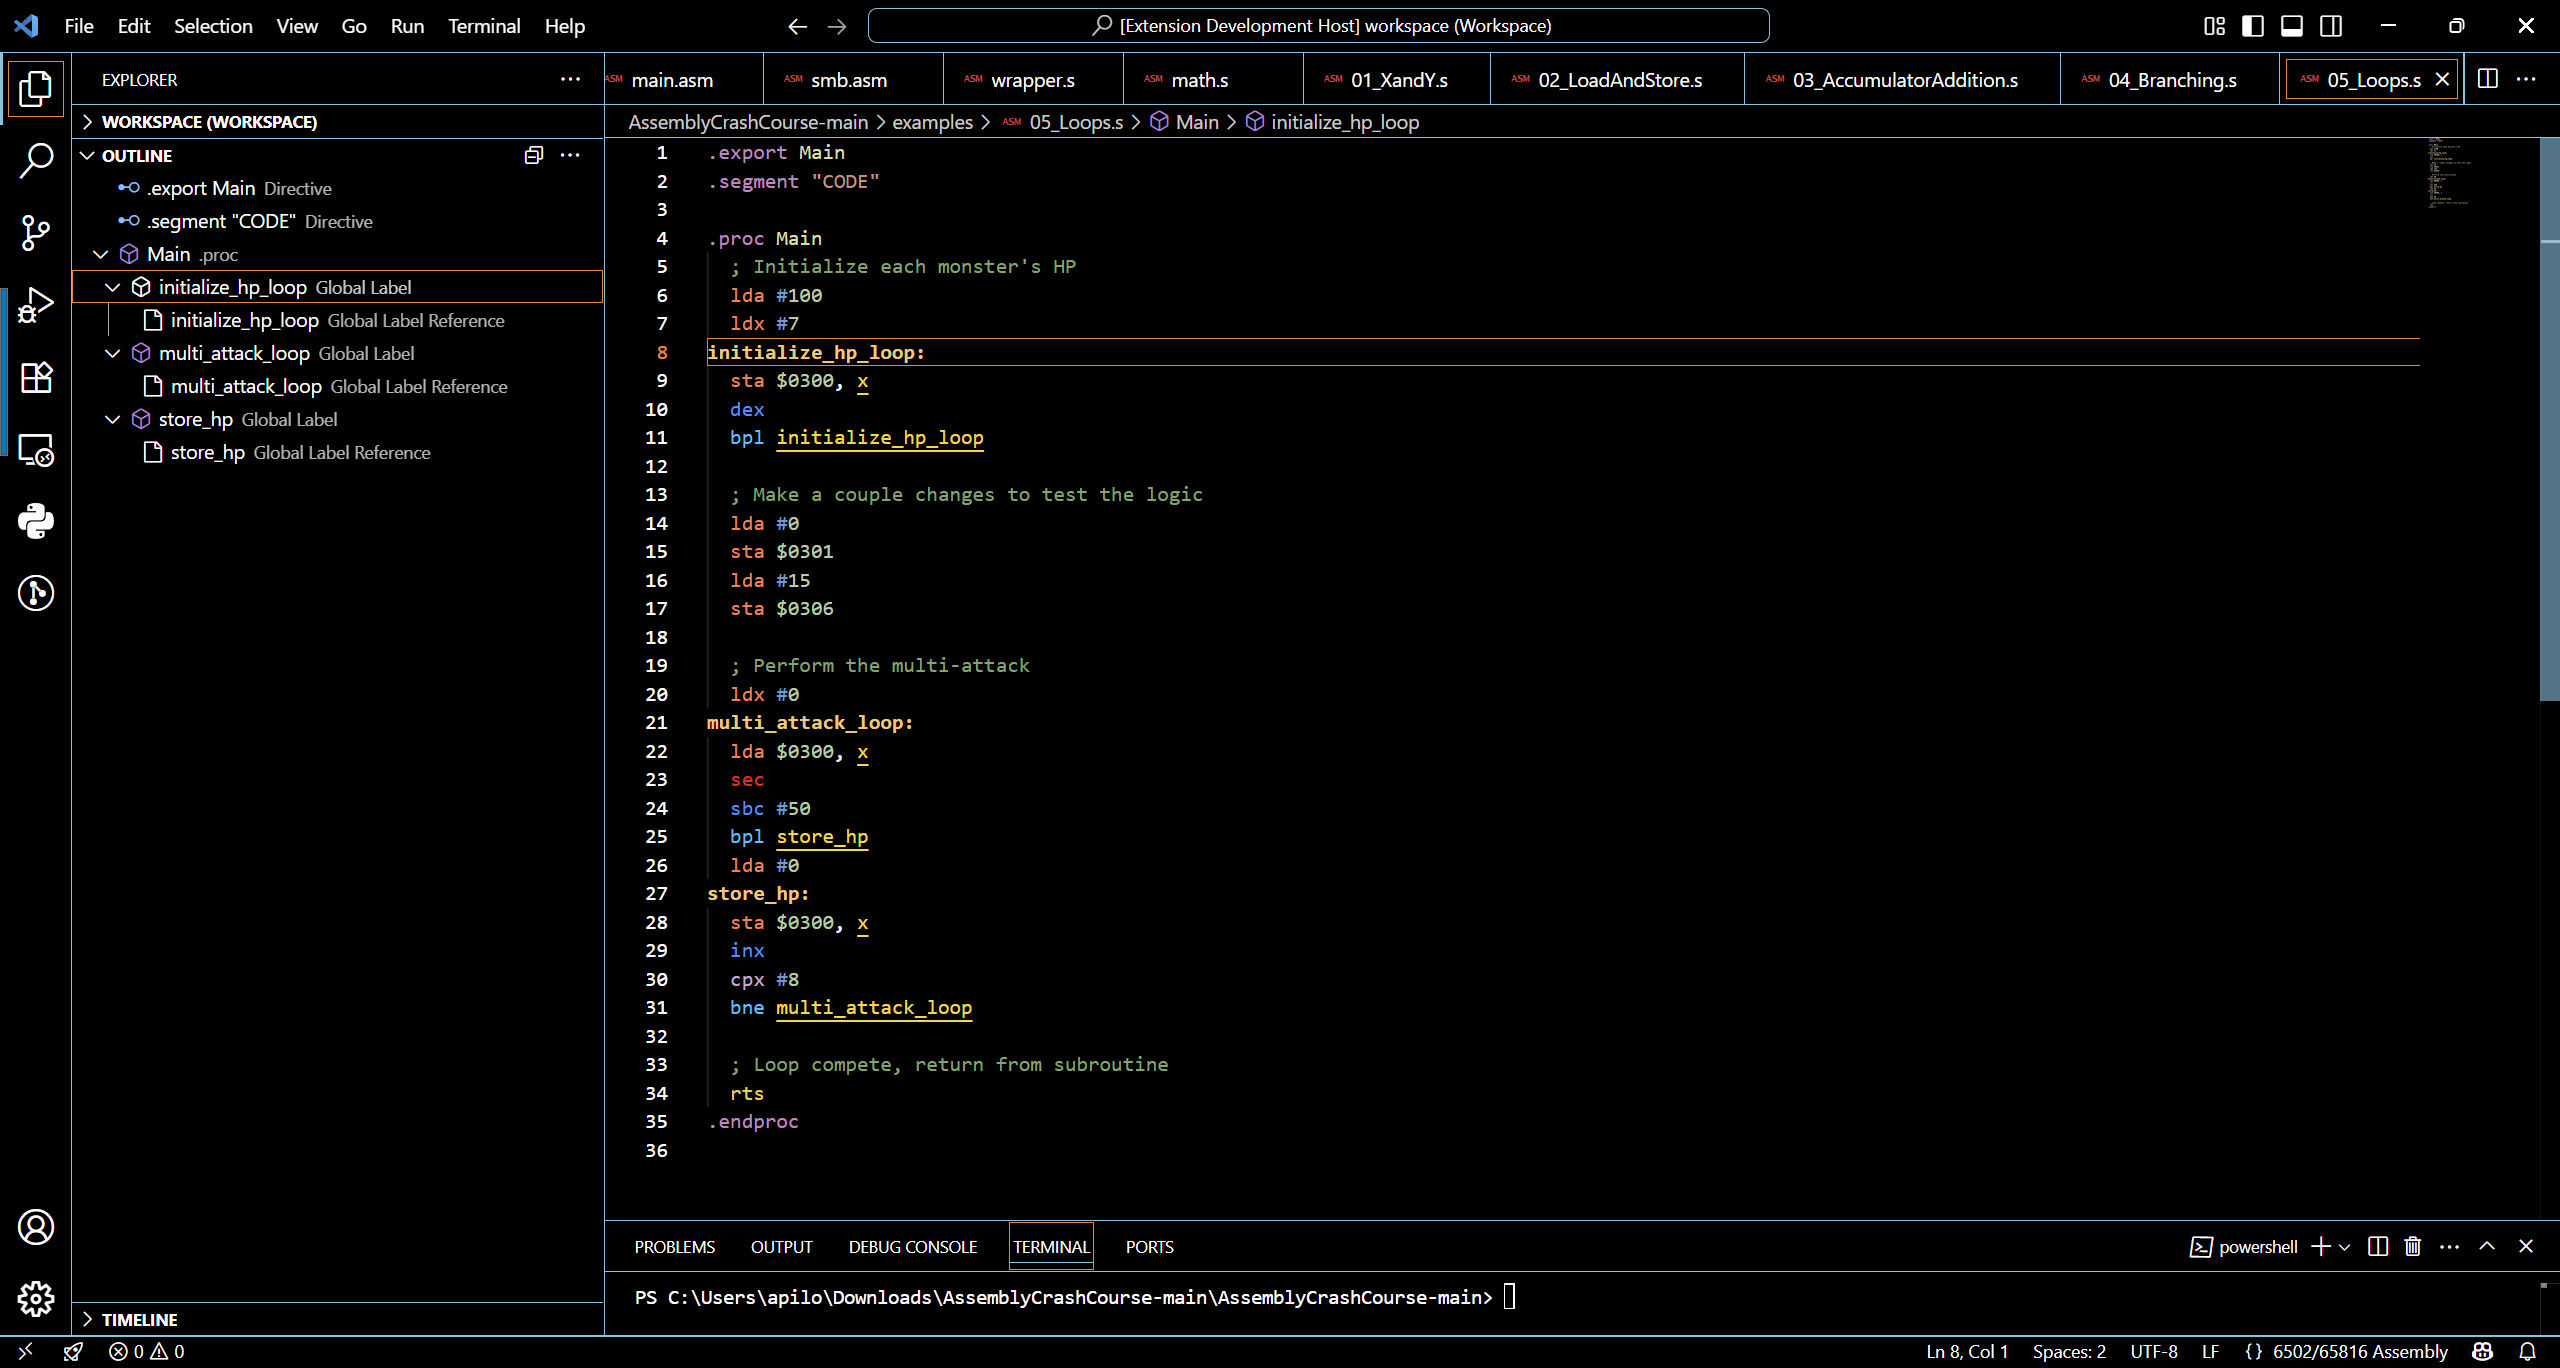 File Edit Selection View Go Run Terminal Help
[Extension Development Host] workspace (Workspace)
EXPLORER
WORKSPACE (WORKSPACE)
OUTLINE
.export Main Directive
.segment "CODE" Directive
Main .proc
initialize_hp_loop Global Label
initialize_hp_loop Global Label Reference
multi_attack_loop Global Label
multi_attack_loop Global Label Reference
store_hp Global Label
store_hp Global Label Reference
TIMELINE
ASM main.asm ASM smb.asm ASM wrapper.s ASM math.s ASM 01_XandY.s ASM 02_LoadAndStore.s ASM 03_AccumulatorAddition.s ASM 04_Branching.s ASM 05_Loops.s
AssemblyCrashCourse-main > examples > ASM 05_Loops.s > Main > initialize_hp_loop
1 .export Main
2 .segment "CODE"
3
4 .proc Main
5 ; Initialize each monster's HP
6 lda #100
7 ldx #7
8 initialize_hp_loop:
9 sta $0300, x
10 dex
11 bpl initialize_hp_loop
12
13 ; Make a couple changes to test the logic
14 lda #0
15 sta $0301
16 lda #15
17 sta $0306
18
19 ; Perform the multi-attack
20 ldx #0
21 multi_attack_loop:
22 lda $0300, x
23 sec
24 sbc #50
25 bpl store_hp
26 lda #0
27 store_hp:
28 sta $0300, x
29 inx
30 cpx #8
31 bne multi_attack_loop
32
33 ; Loop compete, return from subroutine
34 rts
35 .endproc
36
PROBLEMS OUTPUT DEBUG CONSOLE TERMINAL PORTS
powershell
PS C:\Users\apilo\Downloads\AssemblyCrashCourse-main\AssemblyCrashCourse-main>
0 0
Ln 8, Col 1 Spaces: 2 UTF-8 LF {} 6502/65816 Assembly